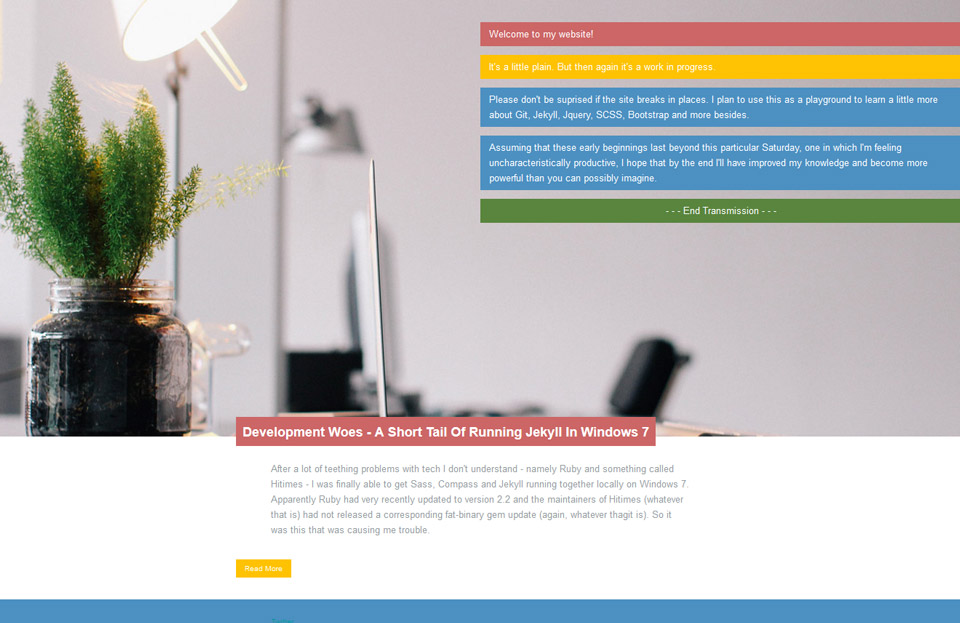 Welcome to my website!
It's a little plain. But then again it's a work in progress.
Please don't be suprised if the site breaks in places. I plan to use this as a playground to learn a little more
about Git, Jekyll, Jquery, SCSS, Bootstrap and more besides.
Assuming that these early beginnings last beyond this particular Saturday, one in which I'm feeling
uncharacteristically productive, I hope that by the end I'll have improved my knowledge and become more
powerful than you can possibly imagine.
- - - End Transmission - - -
Development Woes - A Short Tail Of Running Jekyll In Windows 7
After a lot of teething problems with tech I don't understand - namely Ruby and something called
Hitimes - I was finally able to get Sass, Compass and Jekyll running together locally on Windows 7.
Apparently Ruby had very recently updated to version 2.2 and the maintainers of Hitimes (whatever
that is) had not released a corresponding fat-binary gem update (again, whatever thagit is). So it
was this that was causing me trouble.
Read More